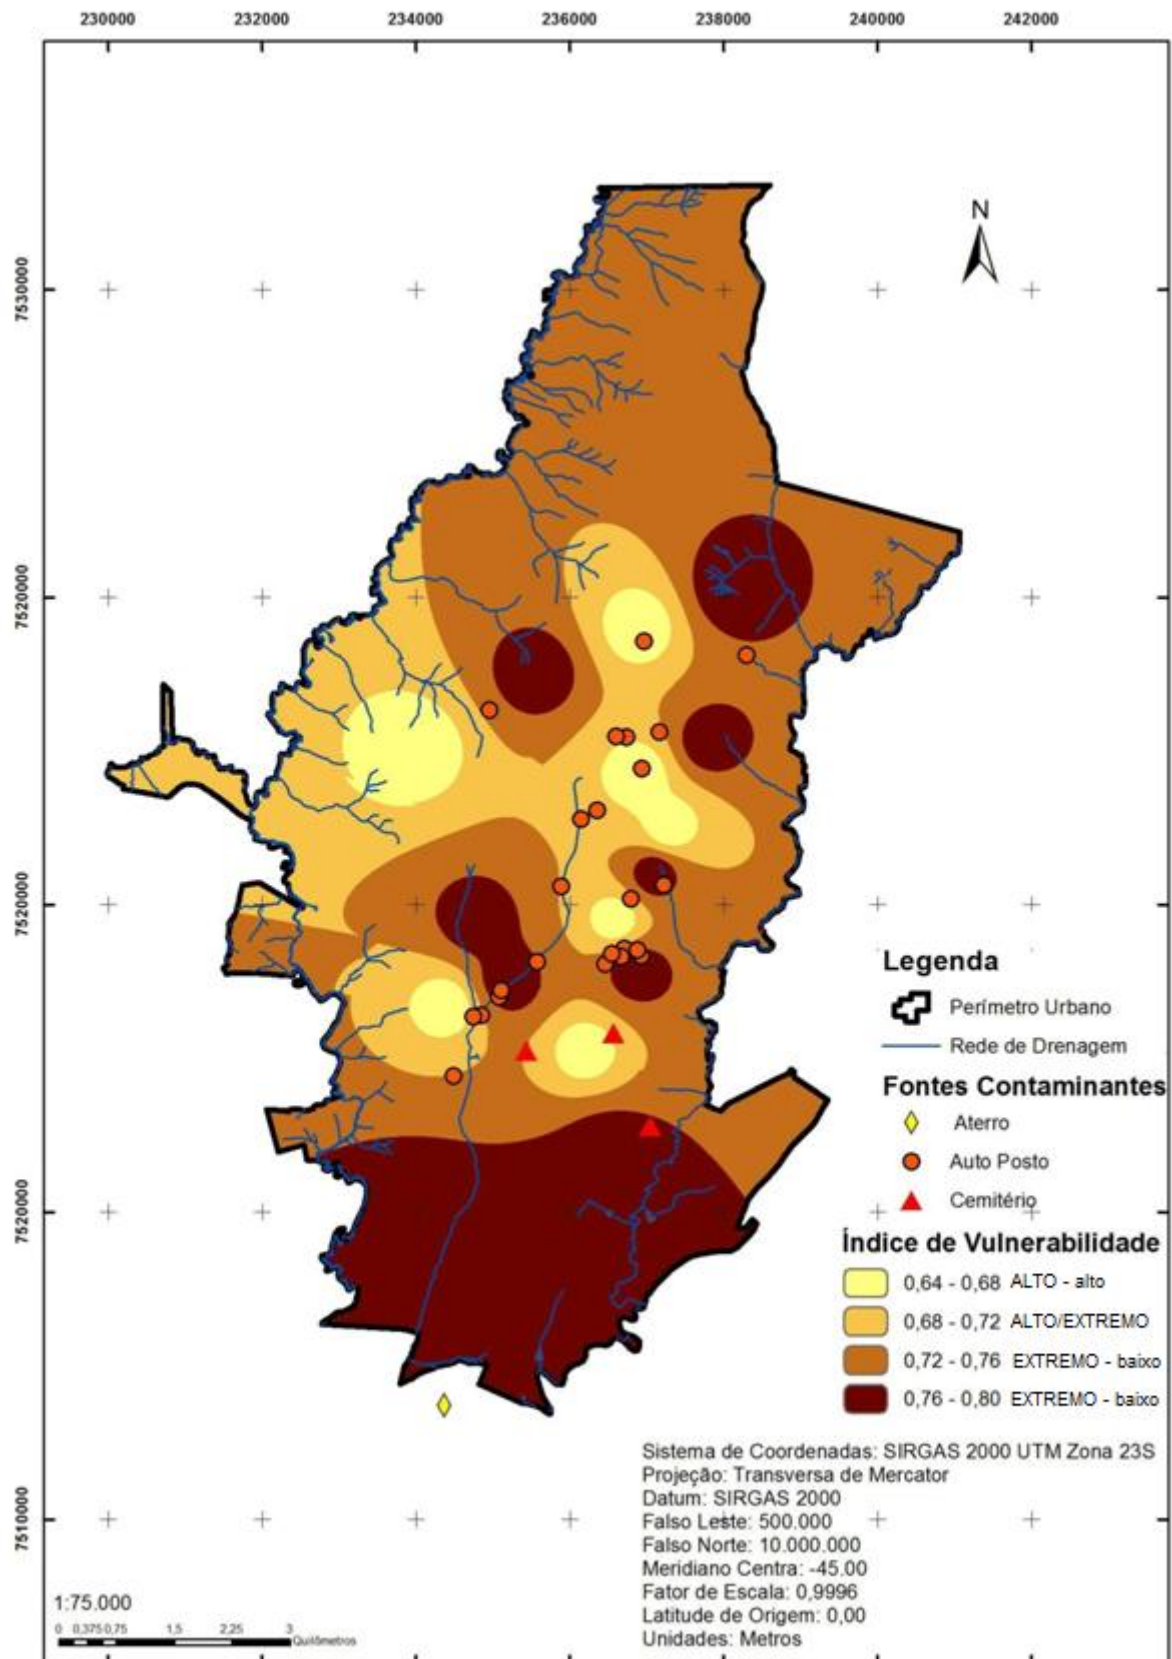 230000 232000 234000 236000 238000 240000 242000
N
7530000
7520000
7520000
7520000
7510000
Legenda
Perímetro Urbano
Rede de Drenagem
Fontes Contaminantes
Aterro
Auto Posto
Cemitério
Índice de Vulnerabilidade
0,64 - 0,68 ALTO - alto
0,68 - 0,72 ALTO/EXTREMO
0,72 - 0,76 EXTREMO - baixo
0,76 - 0,80 EXTREMO - baixo
Sistema de Coordenadas: SIRGAS 2000 UTM Zona 23S
Projeção: Transversa de Mercator
Datum: SIRGAS 2000
Falso Leste: 500.000
Falso Norte: 10.000.000
Meridiano Centra: -45.00
Fator de Escala: 0,9996
Latitude de Origem: 0,00
Unidades: Metros
1:75.000
0 0,375 0,75 1,5 2,25 3
Quilômetros